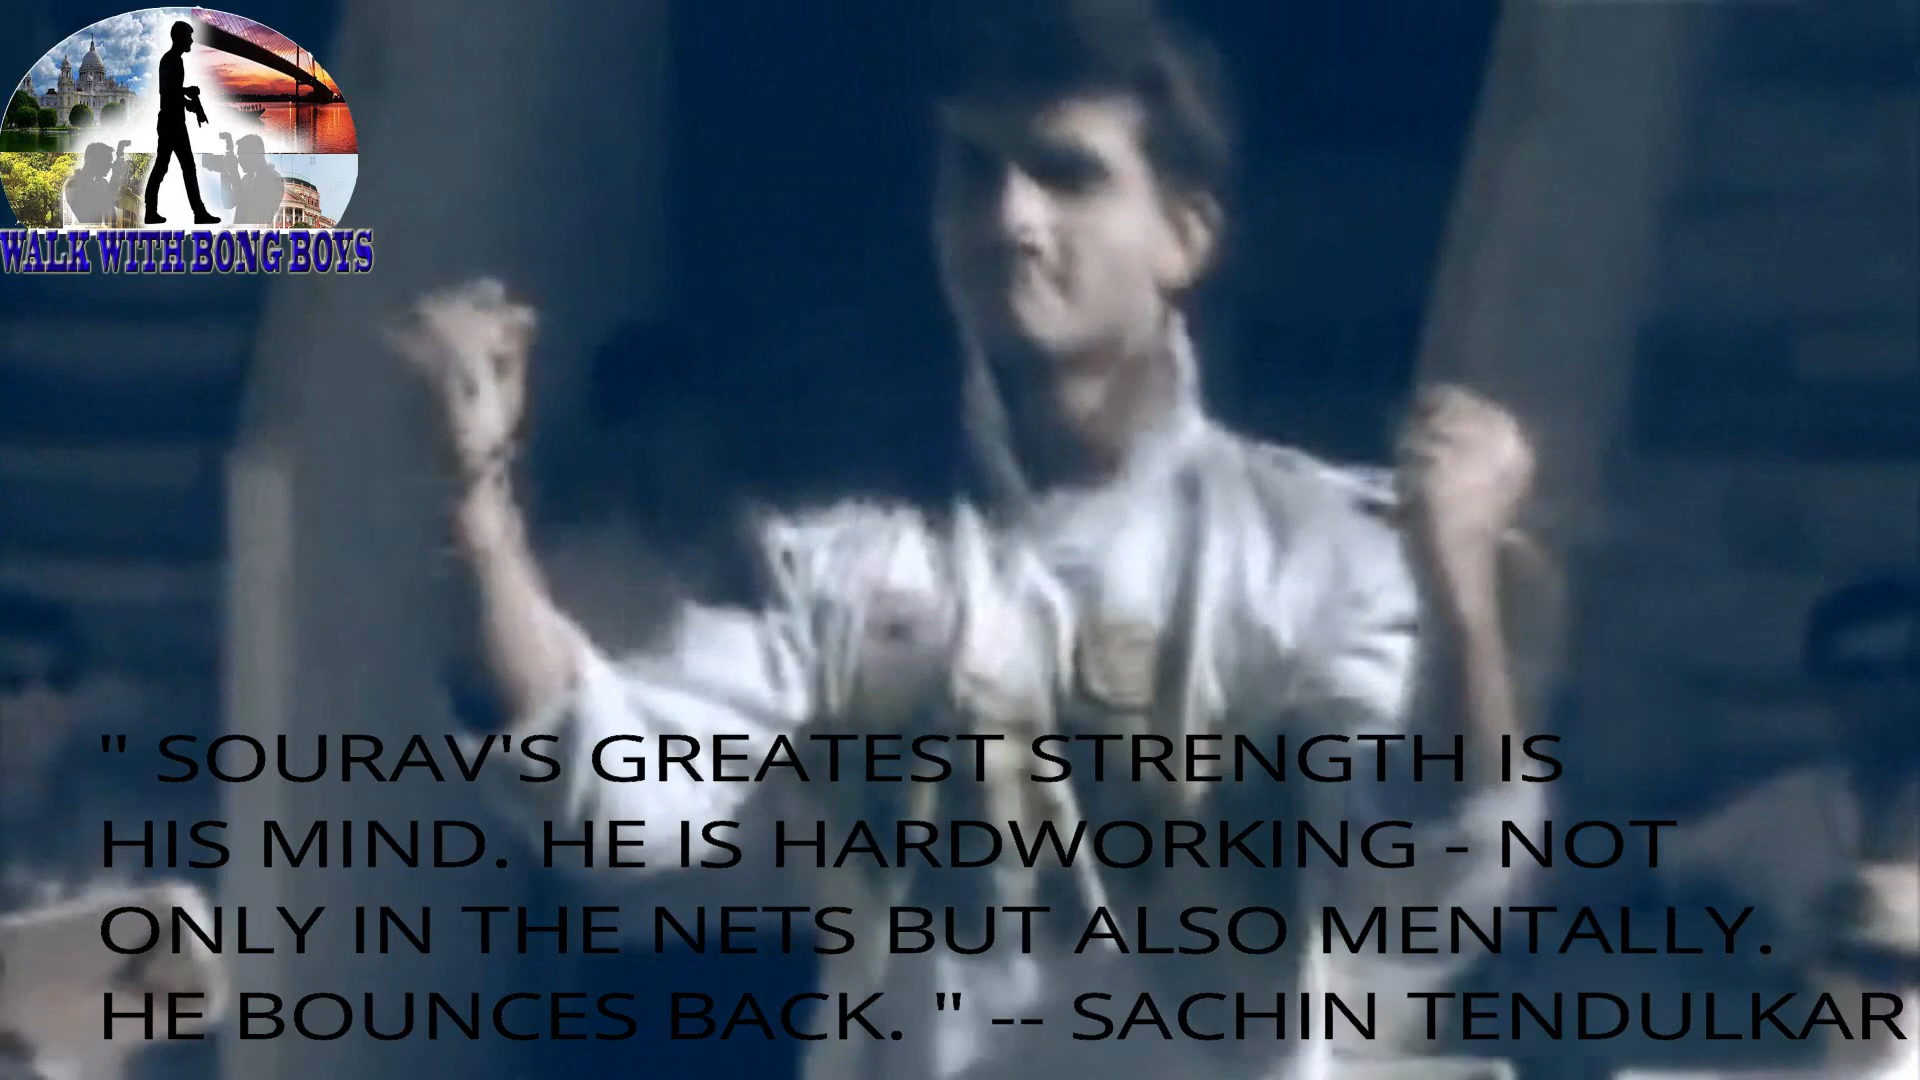 WALK WITH BONG BOYS
" SOURAV'S GREATEST STRENGTH IS
HIS MIND. HE IS HARDWORKING - NOT
ONLY IN THE NETS BUT ALSO MENTALLY.
HE BOUNCES BACK. " -- SACHIN TENDULKAR